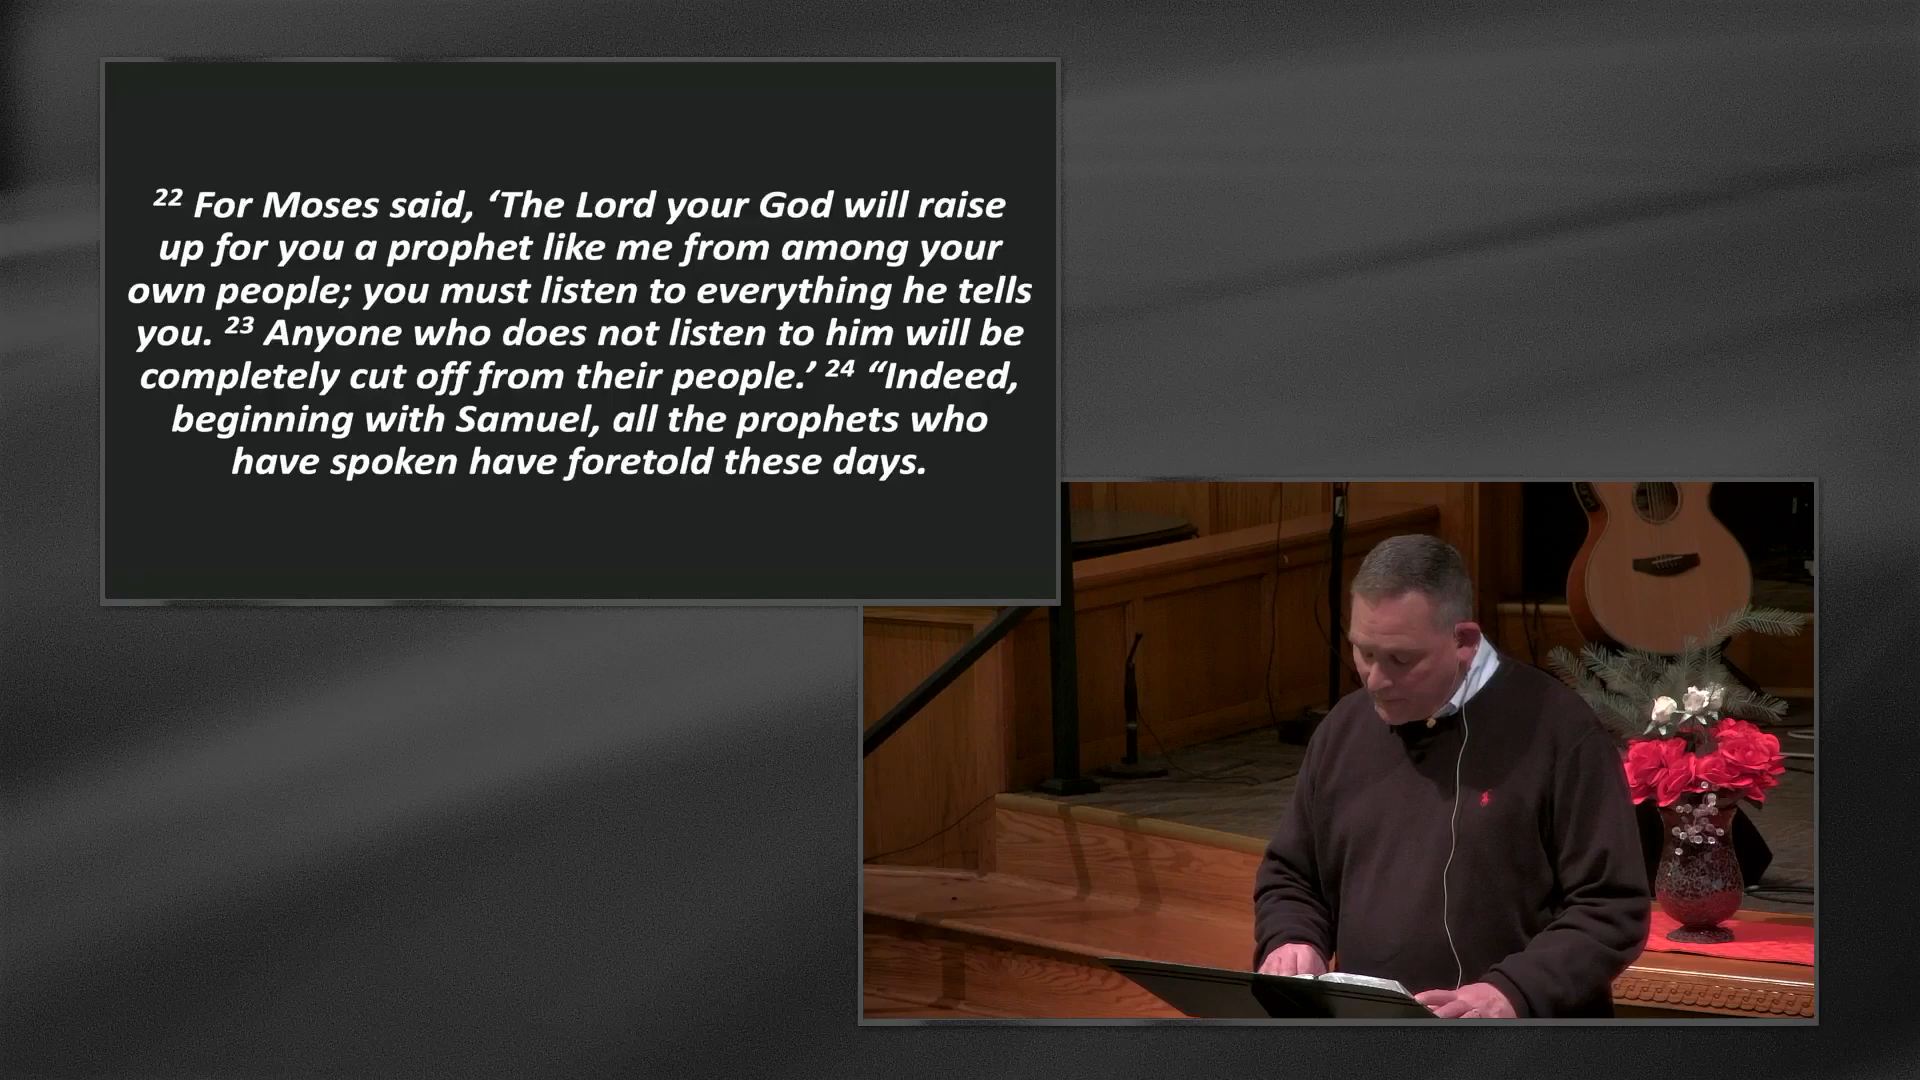 22 For Moses said, ‘The Lord your God will raise
up for you a prophet like me from among your
own people; you must listen to everything he tells
you. 23 Anyone who does not listen to him will be
completely cut off from their people.’ 24 “Indeed,
beginning with Samuel, all the prophets who
have spoken have foretold these days.